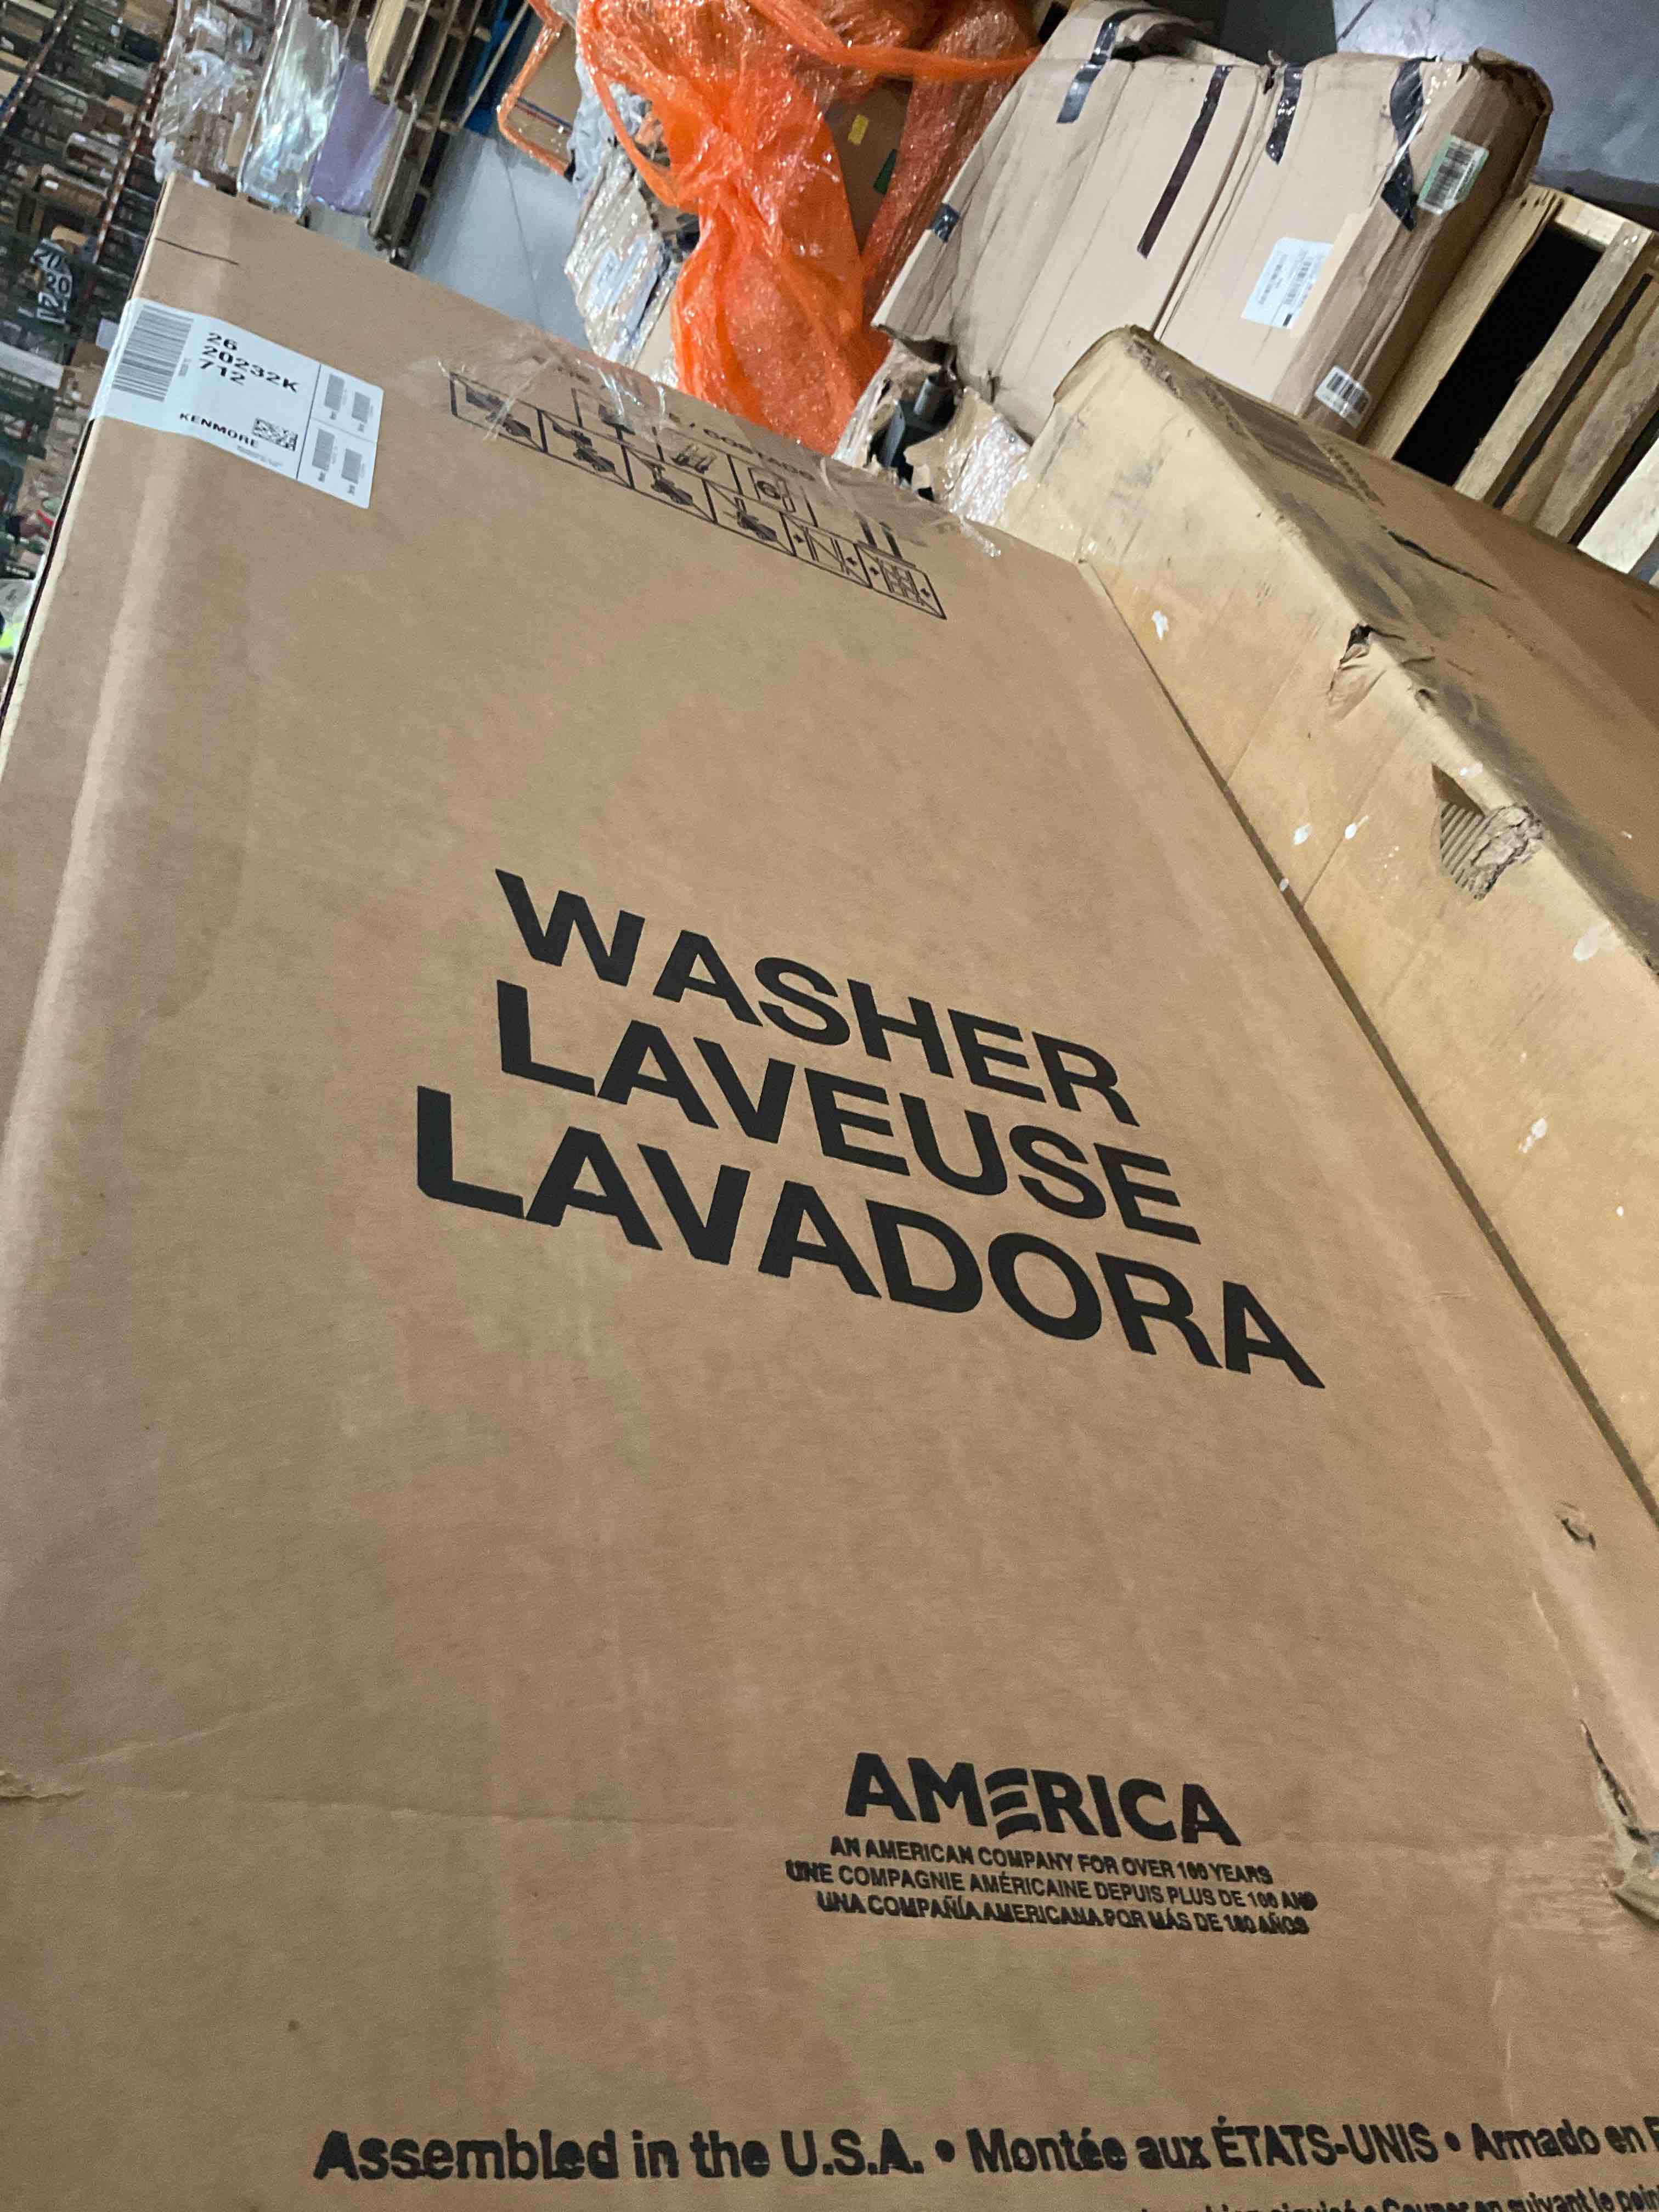 26
20232K
712
KENMORE
WASHER
LAVEUSE
LAVADORA
AMERICA
AN AMERICAN COMPANY FOR OVER 100 YEARS
UNE COMPAGNIE AMÉRICAINE DEPUIS PLUS DE 100 ANS
UNA COMPAÑÍA AMERICANA POR MÁS DE 100 AÑOS
Assembled in the U.S.A. • Montée aux ÉTATS-UNIS • Armado en